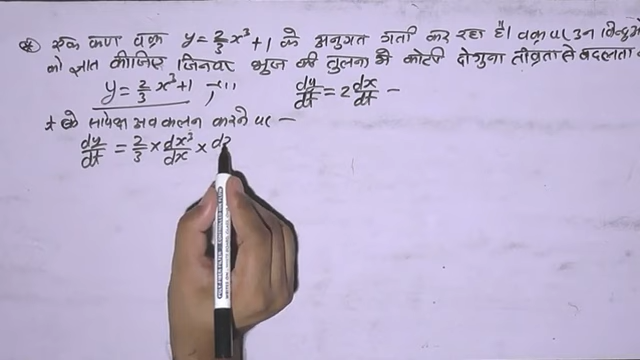 एक कण वक्र y = 2/3 x³ + 1 के अनुगत गति कर रहा है। वक्र पर उन बिन्दुओ
को ज्ञात कीजिए जिनपर भुज की तुलना में कोटि दोगुना तीव्रता से बदलता
y = 2/3 x³ + 1 dy/dt = 2 dx/dt –
t के सापेक्ष अवकलन करने पर –
dy/dt = 2/3 × dx³/dx × d